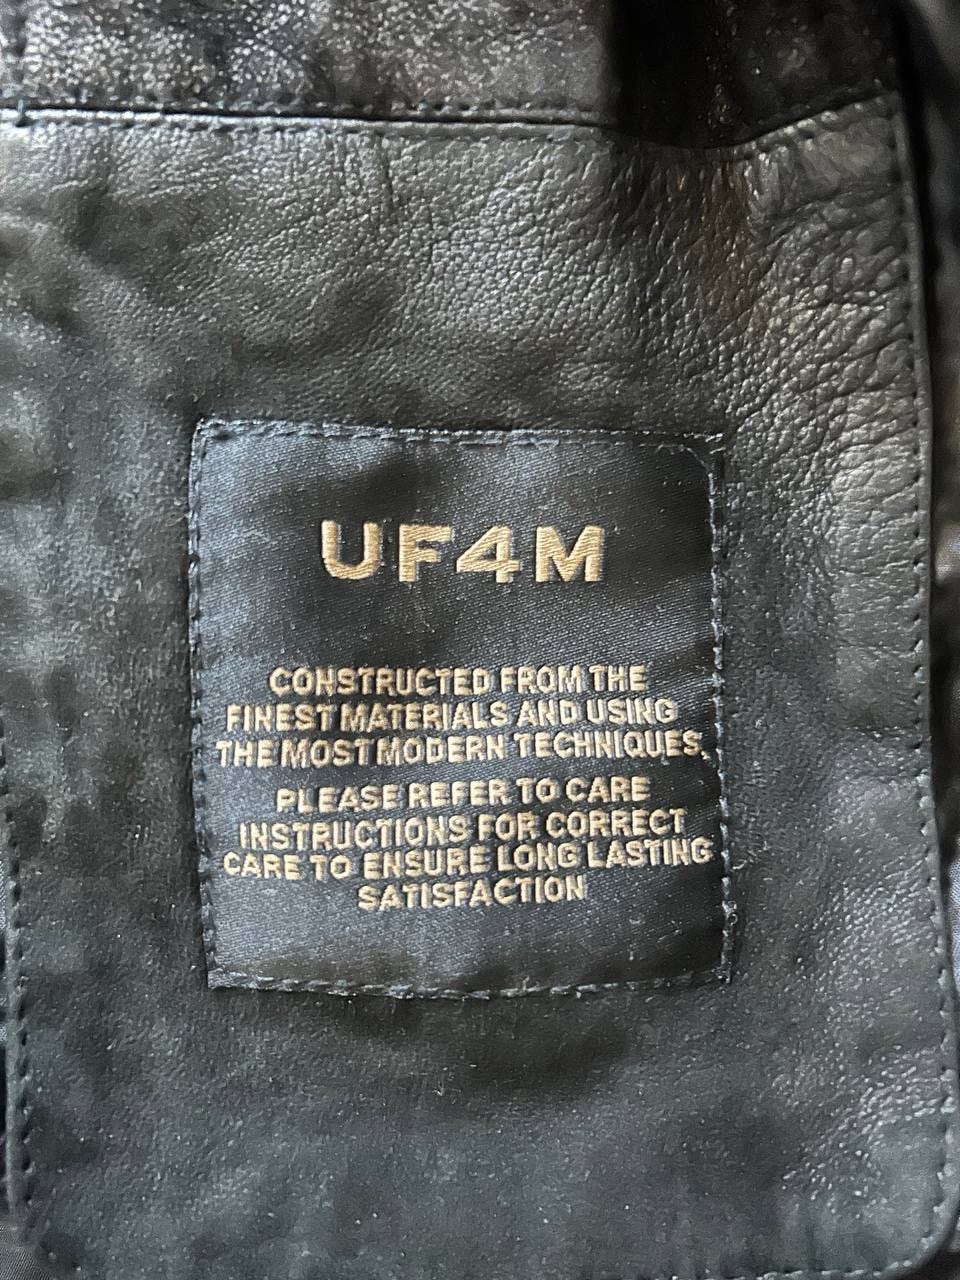 UF4M
CONSTRUCTED FROM THE
FINEST MATERIALS AND USING
THE MOST MODERN TECHNIQUES.
PLEASE REFER TO CARE
INSTRUCTIONS FOR CORRECT
CARE TO ENSURE LONG LASTING
SATISFACTION